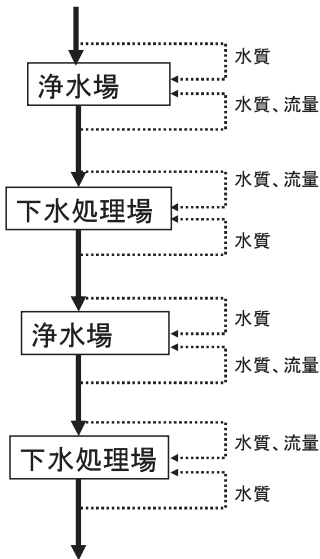 水質
浄水場
水質、流量
水質、流量
下水処理場
水質
水質
浄水場
水質、流量
水質、流量
下水処理場
水質